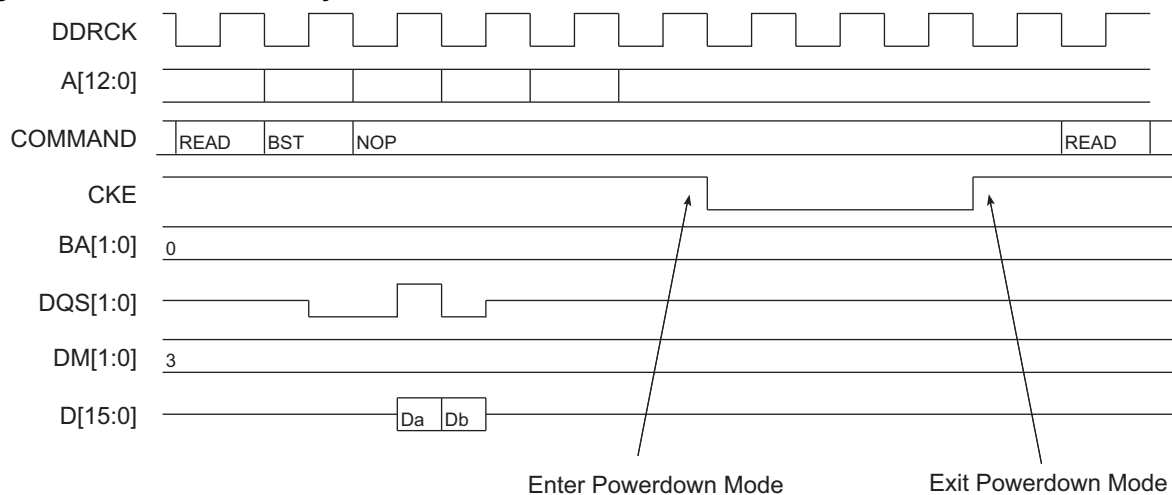 DDRCK
A[12:0]
COMMAND READ BST NOP READ
CKE
BA[1:0] 0
DQS[1:0]
DM[1:0] 3
D[15:0] Da Db
Enter Powerdown Mode Exit Powerdown Mode